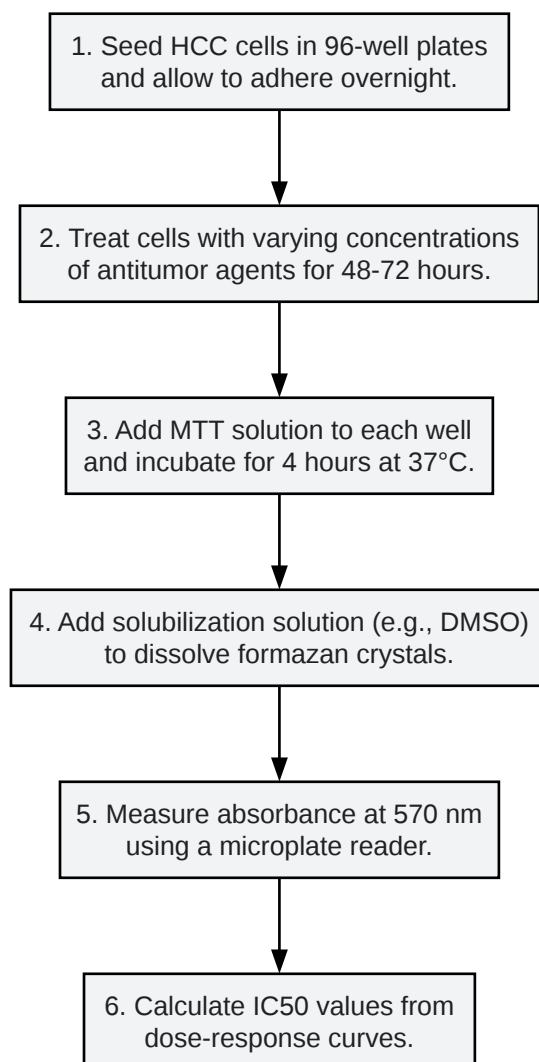 1. Seed HCC cells in 96-well plates
and allow to adhere overnight.
2. Treat cells with varying concentrations
of antitumor agents for 48-72 hours.
3. Add MTT solution to each well
and incubate for 4 hours at 37°C.
4. Add solubilization solution (e.g., DMSO)
to dissolve formazan crystals.
5. Measure absorbance at 570 nm
using a microplate reader.
6. Calculate IC50 values from
dose-response curves.